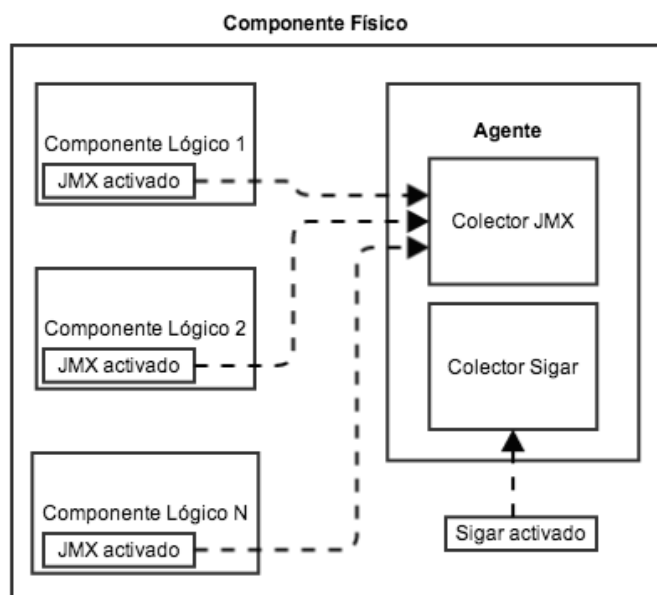 Componente Físico
Componente Lógico 1
JMX activado
Agente
Colector JMX
Componente Lógico 2
JMX activado
Colector Sigar
Componente Lógico N
JMX activado
Sigar activado